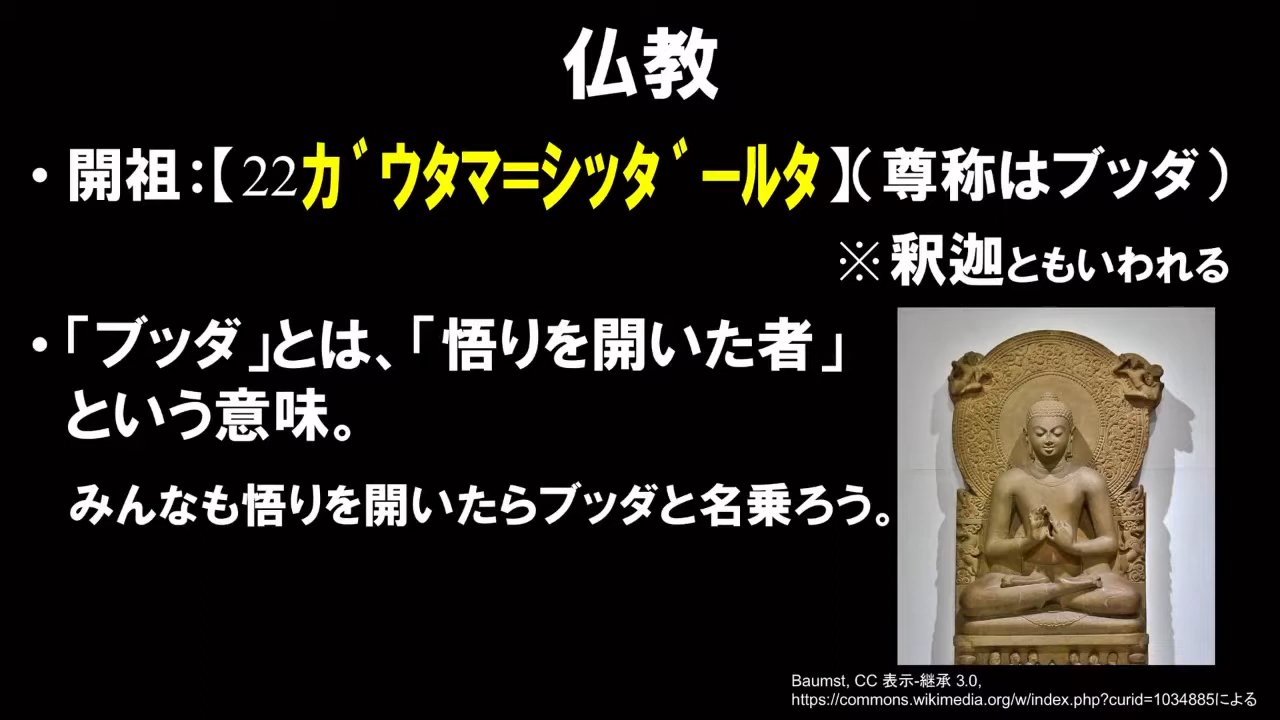 仏教
・開祖:【22ガウタマ=シッダールタ】(尊称はブッダ)
※釈迦ともいわれる
・「ブッダ」とは、「悟りを開いた者」
という意味。
みんなも悟りを開いたらブッダと名乗ろう。
Baumst, CC 表示-継承 3.0,
https://commons.wikimedia.org/w/index.php?curid=1034885による